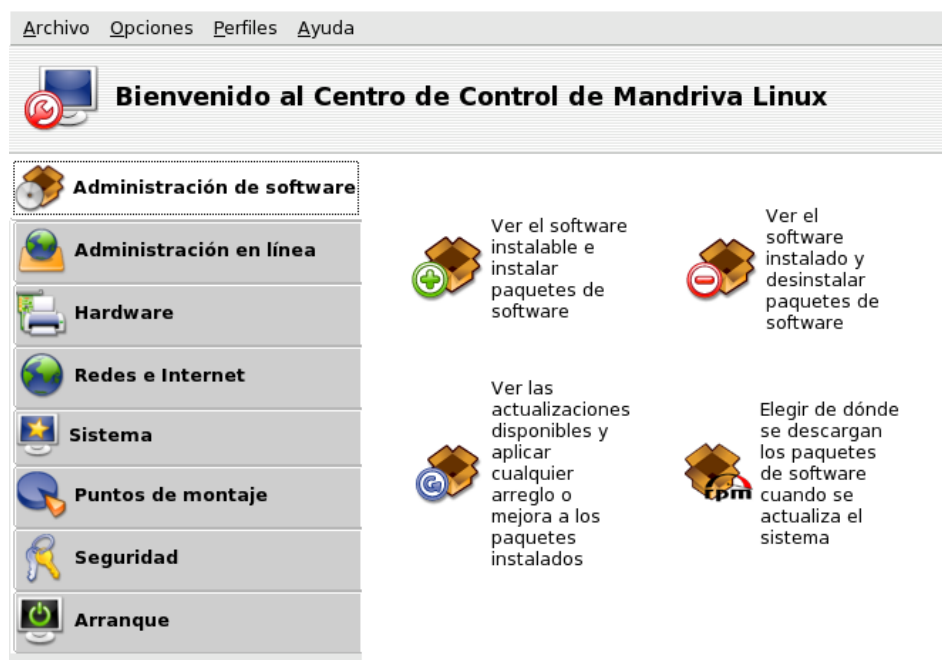 Archivo Opciones Perfiles Ayuda
Bienvenido al Centro de Control de Mandriva Linux
Administración de software
Administración en línea
Hardware
Redes e Internet
Sistema
Puntos de montaje
Seguridad
Arranque
Ver el software
instalable e
instalar
paquetes de
software
Ver el
software
instalado y
desinstalar
paquetes de
software
Ver las
actualizaciones
disponibles y
aplicar
cualquier
arreglo o
mejora a los
paquetes
instalados
rpm
Elegir de dónde
se descargan
los paquetes
de software
cuando se
actualiza el
sistema